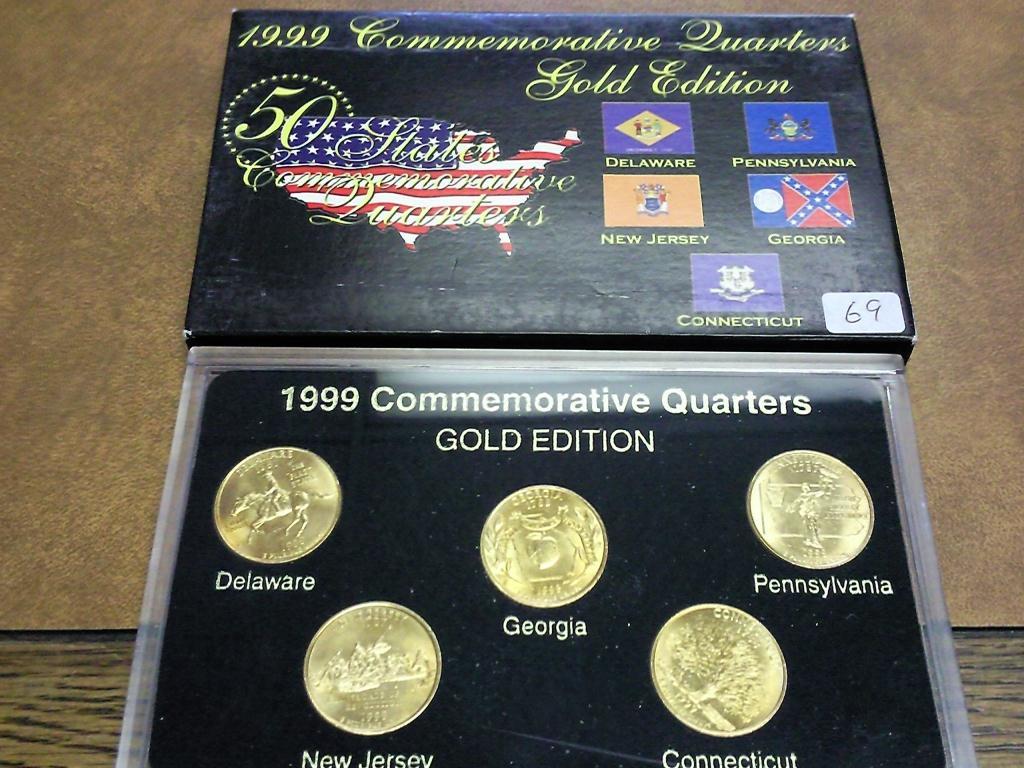 1999 Commemorative Quarters
Gold Edition
50 States
Commemorative
Quarters
DELAWARE
PENNSYLVANIA
NEW JERSEY
GEORGIA
CONNECTICUT
69
1999 Commemorative Quarters
GOLD EDITION
Delaware
Georgia
Pennsylvania
New Jersey
Connecticut